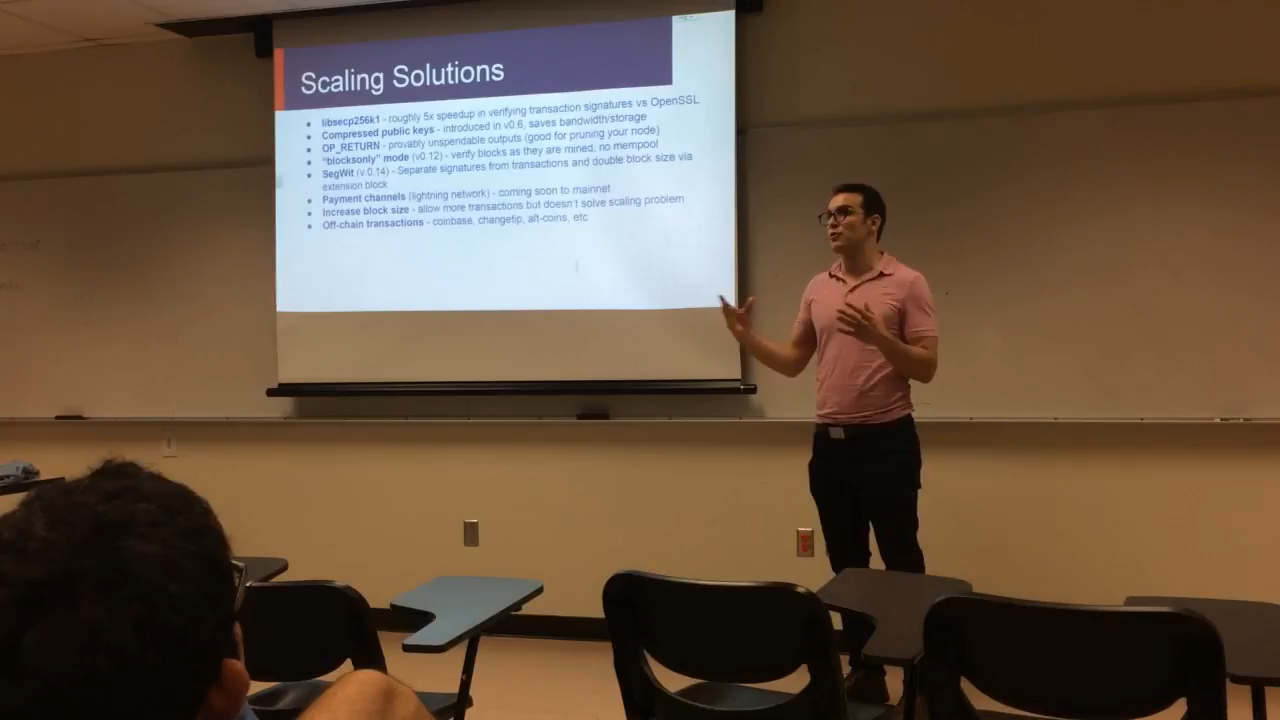 Scaling Solutions
• libsecp256k1 - roughly 5x speedup in verifying transaction signatures vs OpenSSL
• Compressed public keys - introduced in v0.6, saves bandwidth/storage
• OP_RETURN - provably unspendable outputs (good for pruning your node)
• "blocksonly" mode (v0.12) - verify blocks as they are mined, no mempool
• SegWit (v.0.14) - Separate signatures from transactions and double block size via
extension block
• Payment channels (lightning network) - coming soon to mainnet
• Increase block size - allow more transactions but doesn't solve scaling problem
• Off-chain transactions - coinbase, changetip, alt-coins, etc